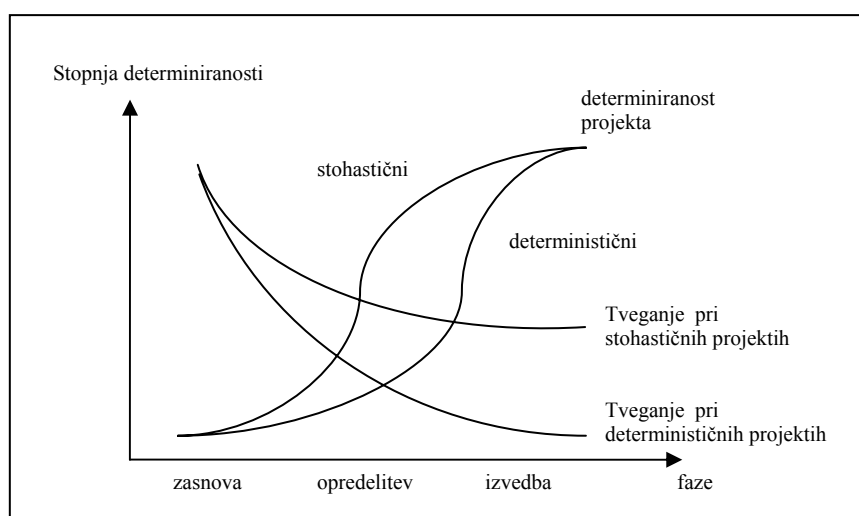 Stopnja determiniranosti
determiniranost
projekta
stohastični
deterministični
Tveganje pri
stohastičnih projektih
Tveganje pri
determinističnih projektih
zasnova opredelitev izvedba faze